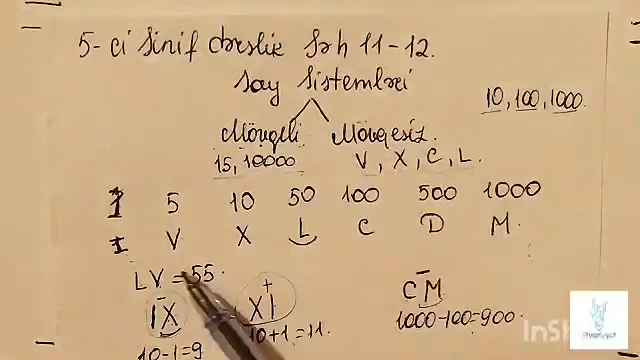 5-ci sinif dərslik Səh 11-12.
Say Sistemləri
10, 100, 1000.
Mövqeli Mövqesiz
15, 10000 V, X, C, L.
1 5 10 50 100 500 1000
I V X L C D M.
LV = 55.
IX XI CM
10-1=9 10+1=11. 1000-100=900.